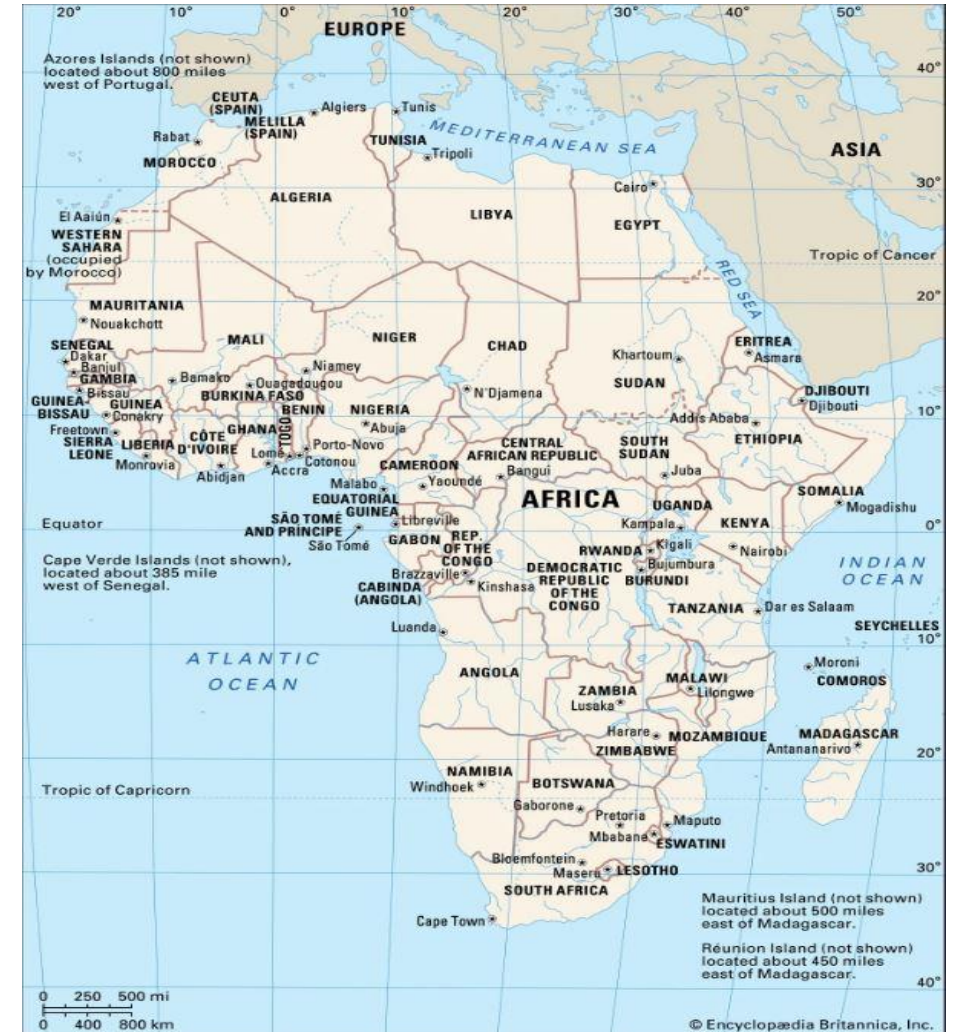 20°
10°
0°
10°
20°
30°
40°
50°
EUROPE
Azores Islands (not shown)
located about 800 miles
west of Portugal.
40°
CEUTA
(SPAIN)
Algiers
Tunis
MELILLA
(SPAIN)
MEDITERRANEAN SEA
Rabat
TUNISIA
Tripoli
ASIA
MOROCCO
30°
Cairo
ALGERIA
LIBYA
EGYPT
El Aaiún
WESTERN
SAHARA
(occupied
by Morocco)
Tropic of Cancer
RED SEA
20°
MAURITANIA
Nouakchott
MALI
NIGER
CHAD
ERITREA
Asmara
SENEGAL
Dakar
Banjul
GAMBIA
Bissau
GUINEA
BISSAU
Bamako
Niamey
Ouagadougou
BURKINA FASO
N'Djamena
Khartoum
SUDAN
DJIBOUTI
Djibouti
10°
GUINEA
Conakry
Freetown
SIERRA
LEONE
LIBERIA
Monrovia
CÔTE
D'IVOIRE
Abidjan
GHANA
Accra
TOGO
Lomé
BENIN
Porto-Novo
Cotonou
NIGERIA
Abuja
Addis Ababa
ETHIOPIA
CENTRAL
AFRICAN REPUBLIC
Bangui
SOUTH
SUDAN
Juba
CAMEROON
Yaoundé
Malabo
EQUATORIAL
GUINEA
AFRICA
UGANDA
Kampala
SOMALIA
Mogadishu
KENYA
Nairobi
Equator
0°
SÃO TOMÉ
AND PRÍNCIPE
São Tomé
Libreville
GABON
REP.
OF THE
CONGO
Brazzaville
Kinshasa
RWANDA
Kigali
Bujumbura
BURUNDI
DEMOCRATIC
REPUBLIC
OF THE
CONGO
INDIAN
OCEAN
Cape Verde Islands (not shown),
located about 385 mile
west of Senegal.
CABINDA
(ANGOLA)
TANZANIA
Dar es Salaam
Luanda
SEYCHELLES
10°
ATLANTIC
OCEAN
ANGOLA
Moroni
COMOROS
ZAMBIA
Lusaka
MALAWI
Lilongwe
Harare
ZIMBABWE
MOZAMBIQUE
MADAGASCAR
Antananarivo
20°
NAMIBIA
Windhoek
BOTSWANA
Gaborone
Tropic of Capricorn
Pretoria
Maputo
Mbabane
ESWATINI
Bloemfontein
Maseru
LESOTHO
30°
SOUTH AFRICA
Cape Town
Mauritius Island (not shown)
located about 500 miles
east of Madagascar.
Réunion Island (not shown)
located about 450 miles
east of Madagascar.
40°
0 250 500 mi
0 400 800 km
© Encyclopædia Britannica, Inc.